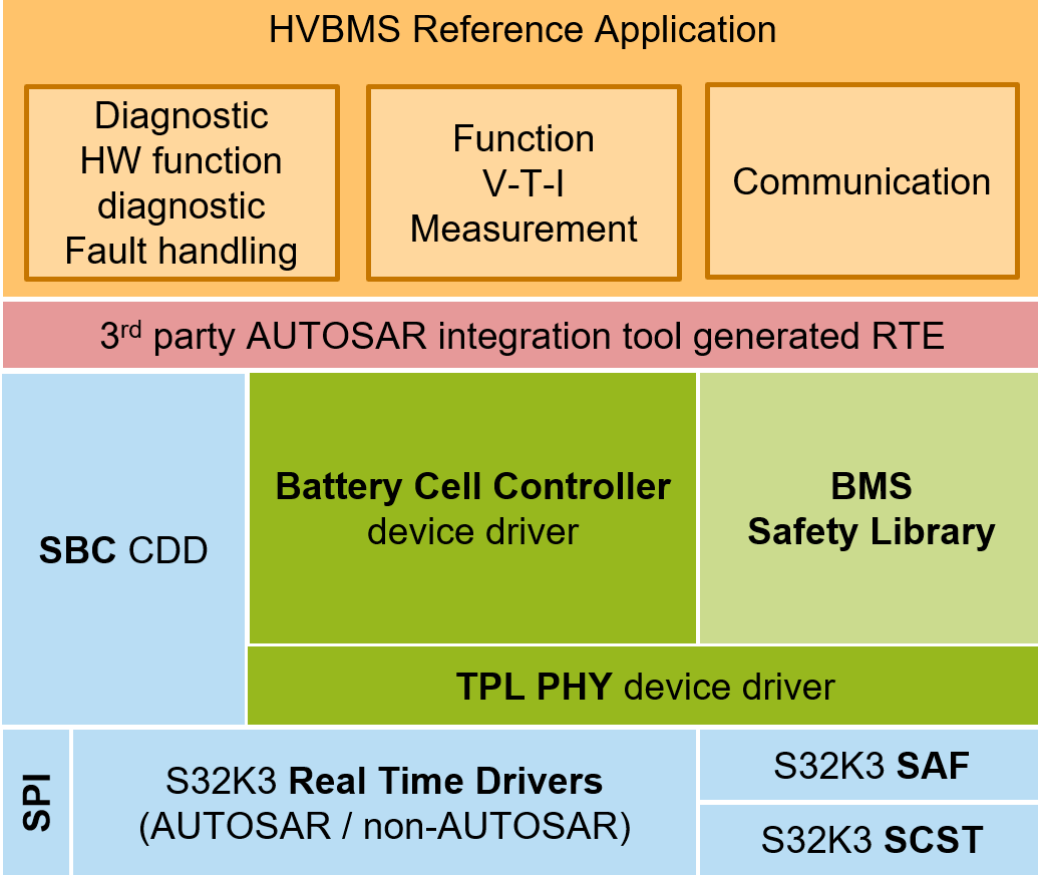 HVBMS Reference Application
Diagnostic
HW function
diagnostic
Fault handling
Function
V-T-I
Measurement
Communication
3rd party AUTOSAR integration tool generated RTE
SBC CDD
Battery Cell Controller
device driver
BMS
Safety Library
TPL PHY device driver
SPI
S32K3 Real Time Drivers
(AUTOSAR / non-AUTOSAR)
S32K3 SAF
S32K3 SCST